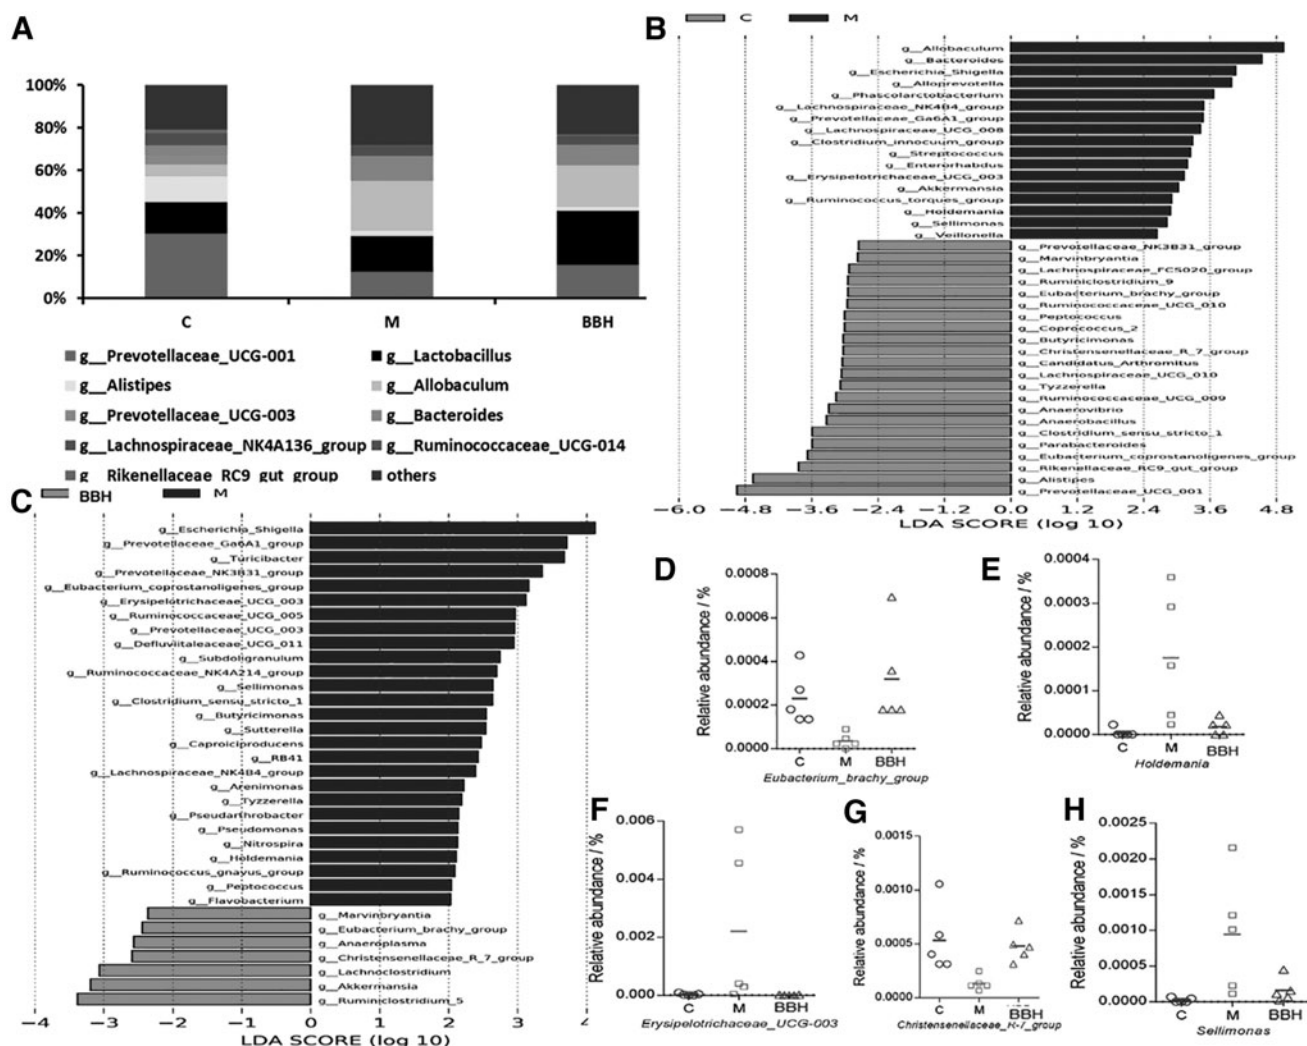 A
100%
80%
60%
40%
20%
0%
C M BBH
g__Prevotellaceae_UCG-001 g__Lactobacillus
g__Alistipes g__Allobaculum
g__Prevotellaceae_UCG-003 g__Bacteroides
g__Lachnospiraceae_NK4A136_group g__Ruminococcaceae_UCG-014
g__Rikenellaceae_RC9_gut_group others
B
C M
g__Allobaculum
g__Bacteroides
g__Escherichia_Shigella
g__Alloprevotella
g__Phascolarctobacterium
g__Lachnospiraceae_NK4B4_group
g__Prevotellaceae_Ga6A1_group
g__Lachnospiraceae_UCG_008
g__Clostridium_innocuum_group
g__Streptococcus
g__Enterorhabdus
g__Erysipelotrichaceae_UCG_003
g__Akkermansia
g__Ruminococcus_torques_group
g__Holdemania
g__Sellimonas
g__Veillonella
g__Prevotellaceae_NK3B31_group
g__Marvinbryantia
g__Lachnospiraceae_FCS020_group
g__Ruminiclostridium_9
g__Eubacterium_brachy_group
g__Ruminococcaceae_UCG_010
g__Peptococcus
g__Coprococcus_2
g__Butyricimonas
g__Christensenellaceae_R_7_group
g__Candidatus_Arthromitus
g__Lachnospiraceae_UCG_010
g__Tyzzerella
g__Ruminococcaceae_UCG_009
g__Anaerovibrio
g__Anaerobacillus
g__Clostridium_sensu_stricto_1
g__Parabacteroides
g__Eubacterium_coprostanoligenes_group
g__Rikenellaceae_RC9_gut_group
g__Alistipes
g__Prevotellaceae_UCG_001
−6.0 −4.8 −3.6 −2.4 −1.2 0.0 1.2 2.4 3.6 4.8
LDA SCORE (log 10)
C
BBH M
g__Escherichia_Shigella
g__Prevotellaceae_Ga6A1_group
g__Turicibacter
g__Prevotellaceae_NK3B31_group
g__Eubacterium_coprostanoligenes_group
g__Erysipelotrichaceae_UCG_003
g__Ruminococcaceae_UCG_005
g__Prevotellaceae_UCG_003
g__Defluviitaleaceae_UCG_011
g__Subdoligranulum
g__Ruminococcaceae_NK4A214_group
g__Sellimonas
g__Clostridium_sensu_stricto_1
g__Butyricimonas
g__Sutterella
g__Caproiciproducens
g__RB41
g__Lachnospiraceae_NK4B4_group
g__Arenimonas
g__Tyzzerella
g__Pseudarthrobacter
g__Pseudomonas
g__Nitrospira
g__Holdemania
g__Ruminococcus_gnavus_group
g__Peptococcus
g__Flavobacterium
g__Marvinbryantia
g__Eubacterium_brachy_group
g__Anaeroplasma
g__Christensenellaceae_R_7_group
g__Lachnoclostridium
g__Akkermansia
g__Ruminiclostridium_5
−4 −3 −2 −1 0 1 2 3 4
LDA SCORE (log 10)
D
Relative abundance / %
0.0008
0.0006
0.0004
0.0002
0.0000
C M BBH
Eubacterium_brachy_group
E
Relative abundance / %
0.0004
0.0003
0.0002
0.0001
0.0000
C M BBH
Holdemania
F
Relative abundance / %
0.006
0.004
0.002
0.000
C M BBH
Erysipelotrichaceae_UCG-003
G
Relative abundance / %
0.0015
0.0010
0.0005
0.0000
C M BBH
Christensenellaceae_R-7_group
H
Relative abundance / %
0.0025
0.0020
0.0015
0.0010
0.0005
0.0000
C M BBH
Sellimonas